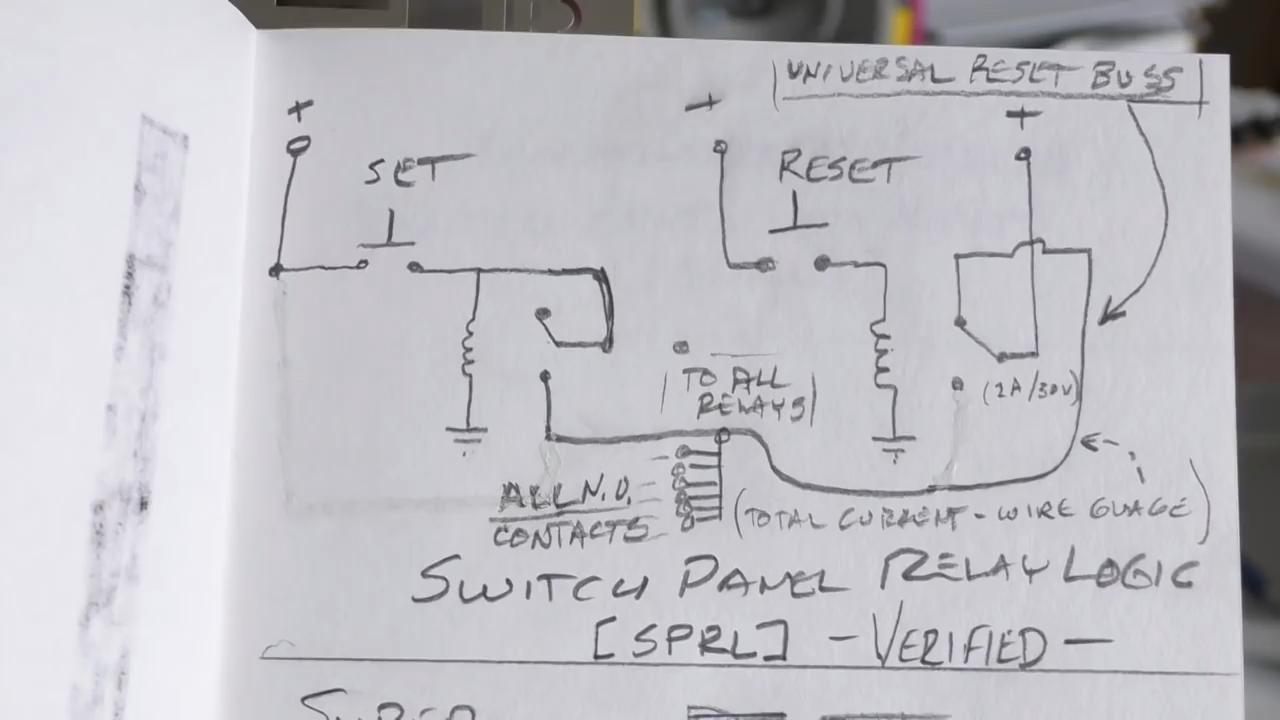 UNIVERSAL RESET BUSS
+
+
+
SET
RESET
(2A/30V)
TO ALL
RELAYS
ALL N.O.
CONTACTS
(TOTAL CURRENT - WIRE GUAGE)
SWITCH PANEL RELAY LOGIC
[SPRL] - VERIFIED -
SUPER